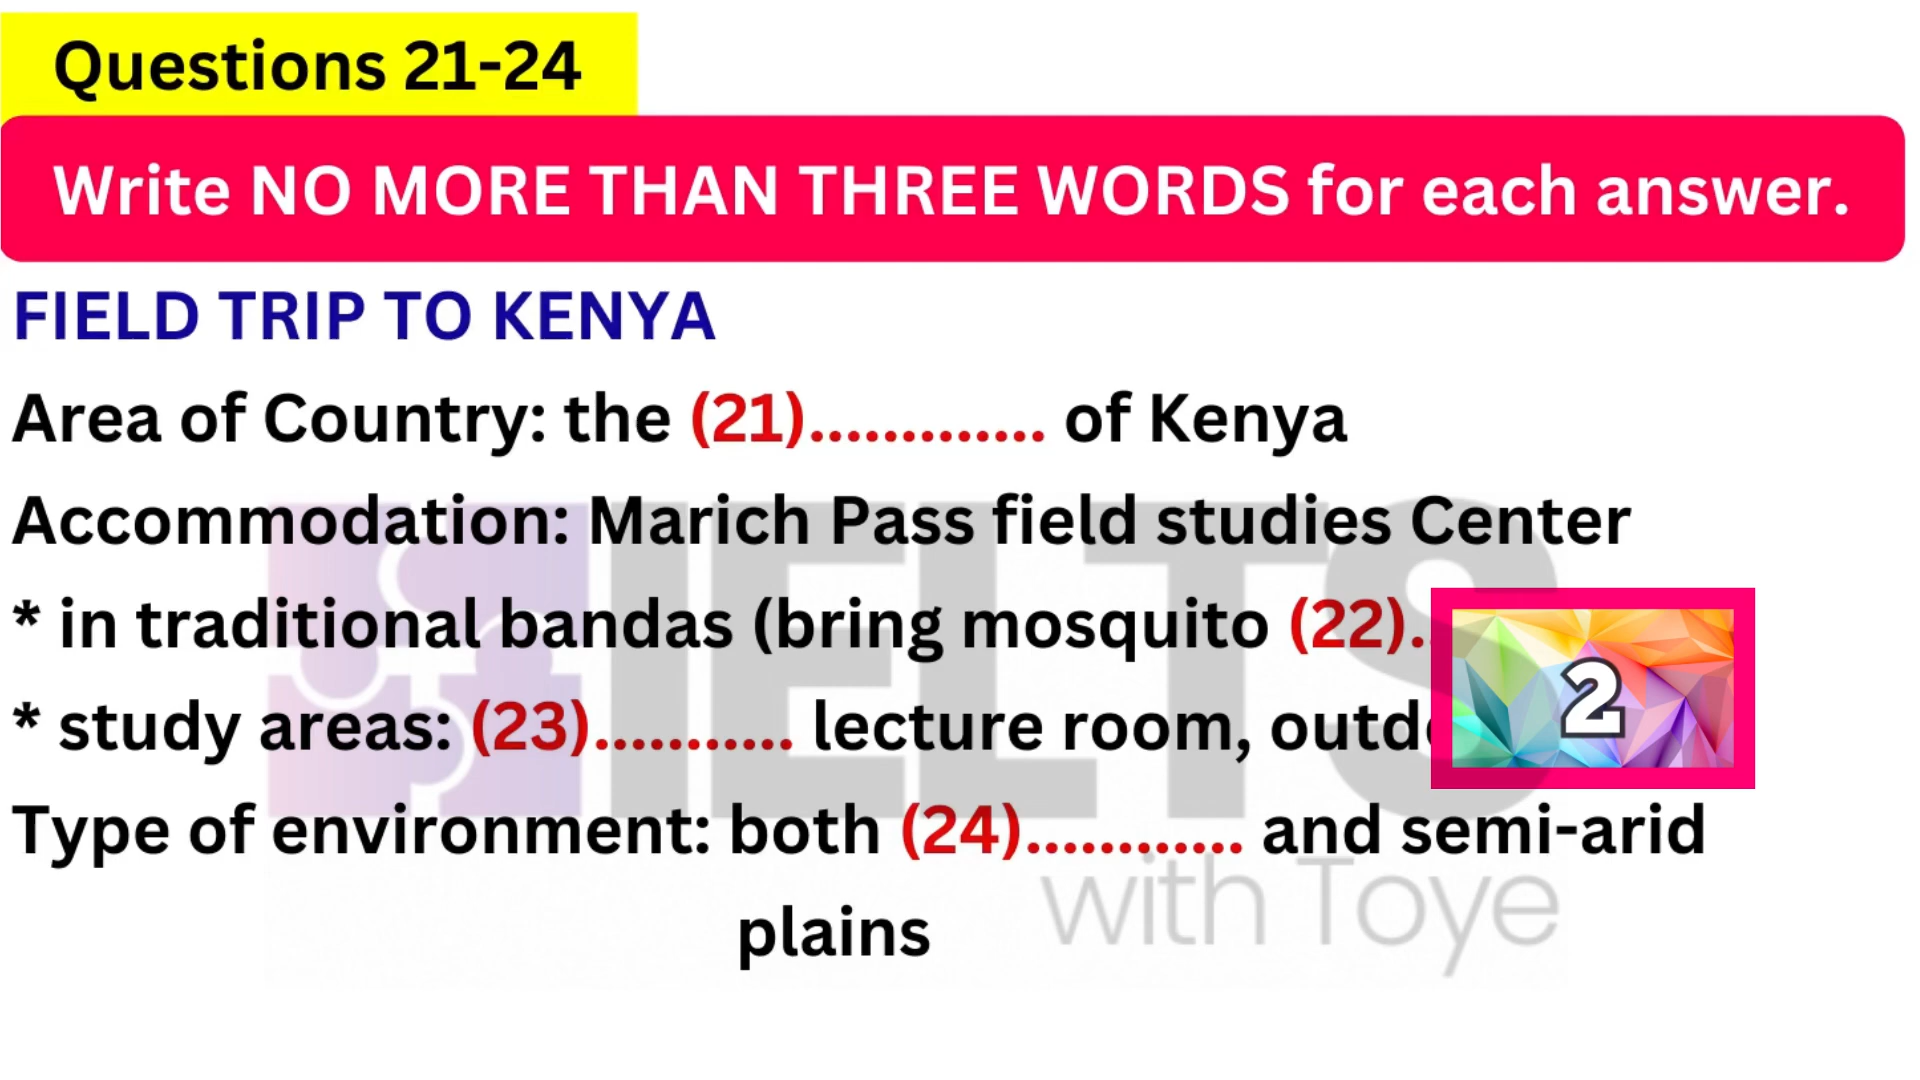 Questions 21-24
Write NO MORE THAN THREE WORDS for each answer.
FIELD TRIP TO KENYA
Area of Country: the (21)............. of Kenya
Accommodation: Marich Pass field studies Center
* in traditional bandas (bring mosquito (22)..
* study areas: (23)........... lecture room,
2
Type of environment: both (24)............ and semi-arid
plains
IELTS
with Toye